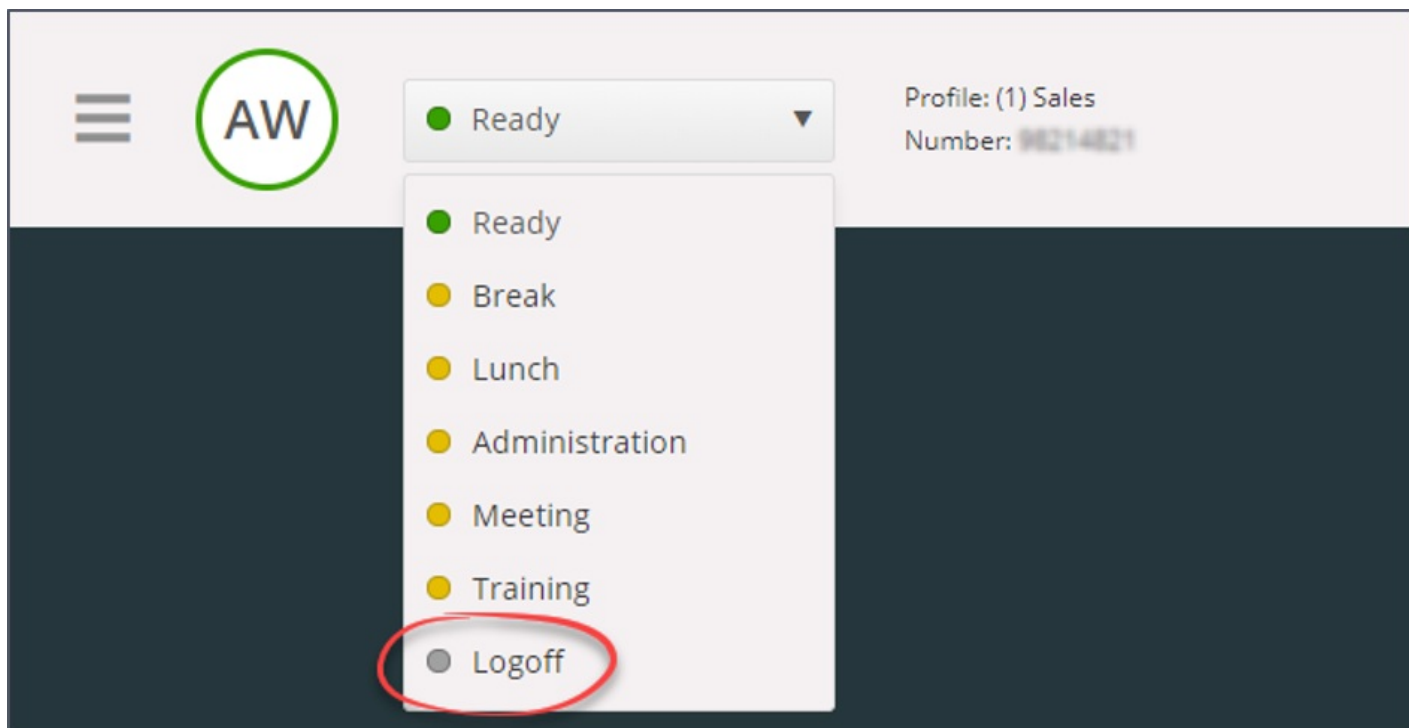 AW
Ready
Profile: (1) Sales
Number:
Ready
Break
Lunch
Administration
Meeting
Training
Logoff